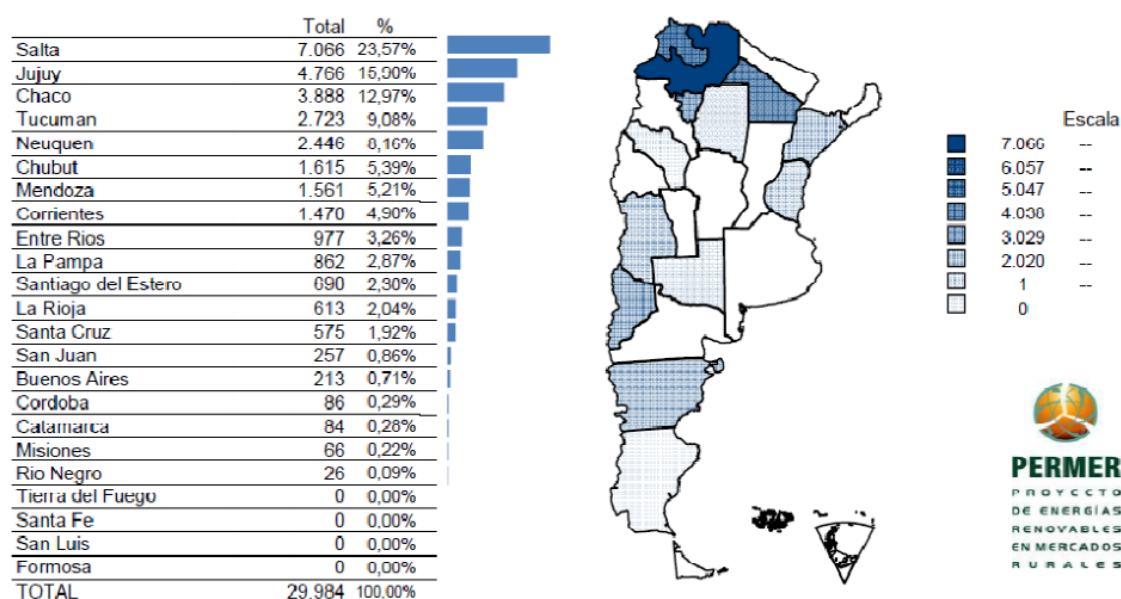 Total %
Salta 7.066 23,57%
Jujuy 4.766 15,90%
Chaco 3.888 12,97%
Tucuman 2.723 9,08%
Neuquen 2.446 8,16%
Chubut 1.615 5,39%
Mendoza 1.561 5,21%
Corrientes 1.470 4,90%
Entre Rios 977 3,26%
La Pampa 862 2,87%
Santiago del Estero 690 2,30%
La Rioja 613 2,04%
Santa Cruz 575 1,92%
San Juan 257 0,86%
Buenos Aires 213 0,71%
Cordoba 86 0,29%
Catamarca 84 0,28%
Misiones 66 0,22%
Rio Negro 26 0,09%
Tierra del Fuego 0 0,00%
Santa Fe 0 0,00%
San Luis 0 0,00%
Formosa 0 0,00%
TOTAL 29.984 100,00%
Escala
7.066 --
6.057 --
5.047 --
4.038 --
3.029 --
2.020 --
1 --
0
PERMER
PROYECTO
DE ENERGÍAS
RENOVABLES
EN MERCADOS
RURALES